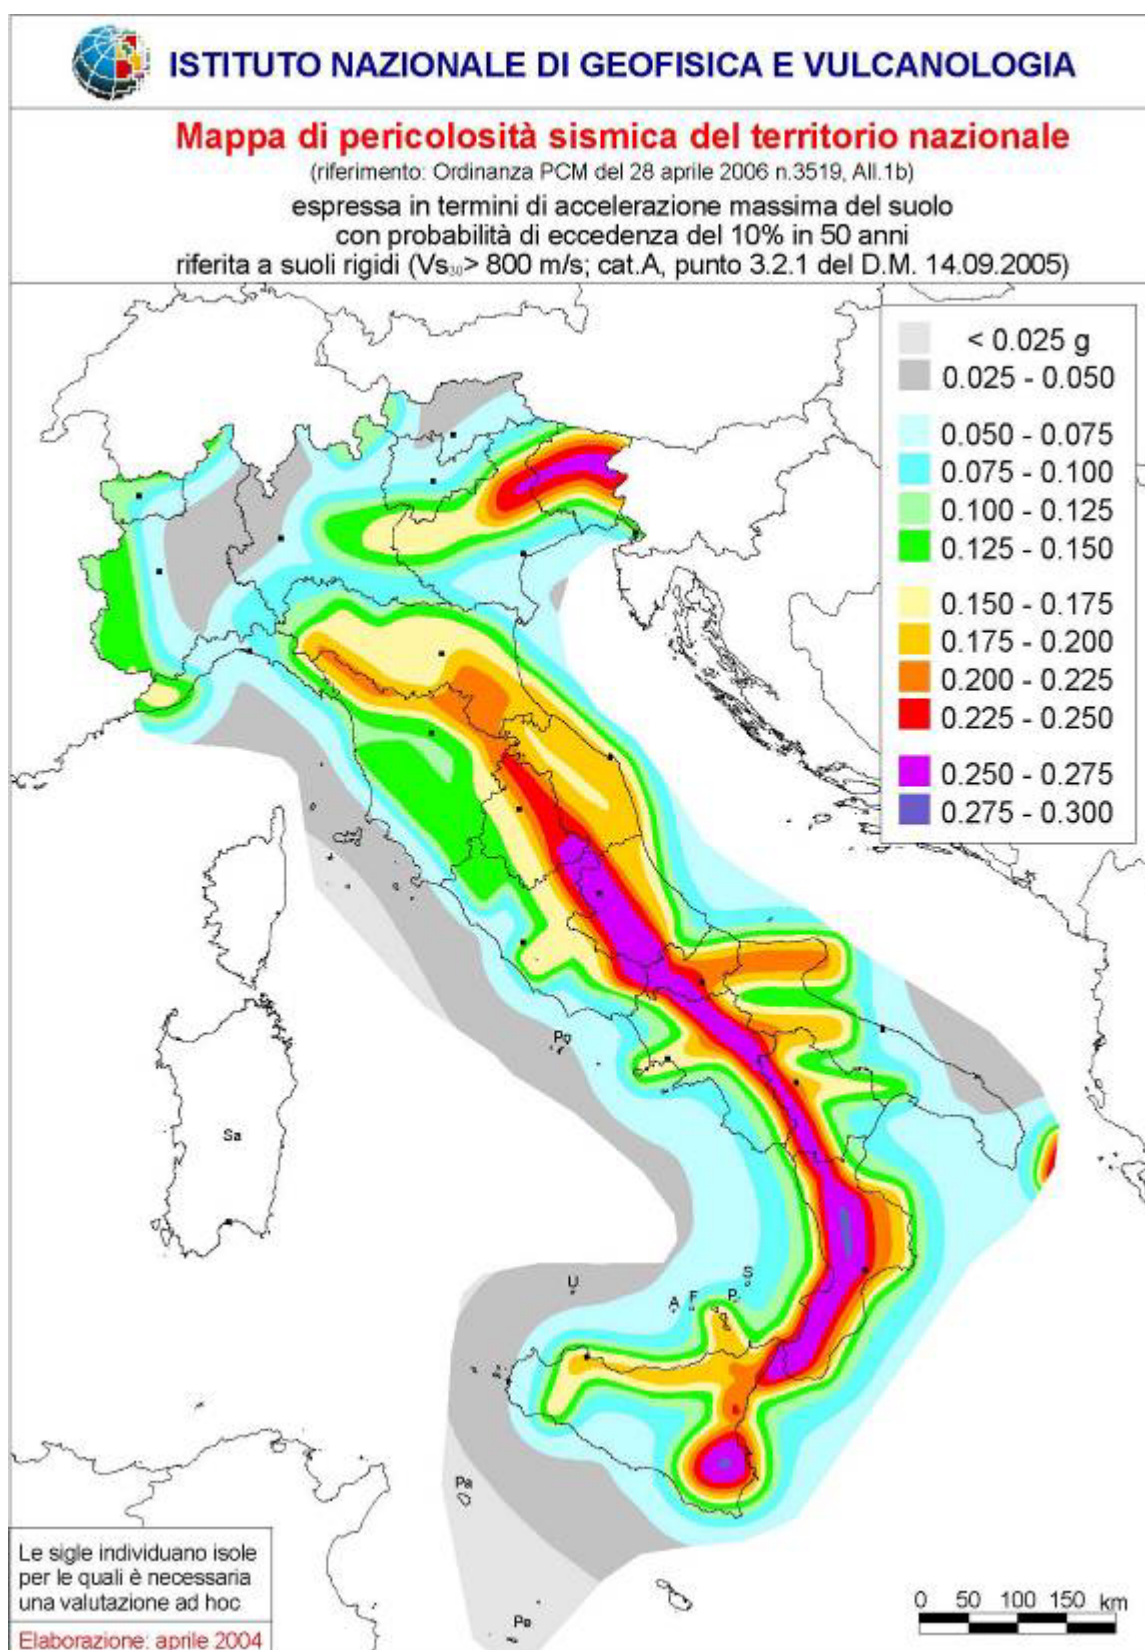 ISTITUTO NAZIONALE DI GEOFISICA E VULCANOLOGIA
Mappa di pericolosità sismica del territorio nazionale
(riferimento: Ordinanza PCM del 28 aprile 2006 n.3519, All.1b)
espressa in termini di accelerazione massima del suolo
con probabilità di eccedenza del 10% in 50 anni
riferita a suoli rigidi (Vs₃₀> 800 m/s; cat.A, punto 3.2.1 del D.M. 14.09.2005)
< 0.025 g
0.025 - 0.050
0.050 - 0.075
0.075 - 0.100
0.100 - 0.125
0.125 - 0.150
0.150 - 0.175
0.175 - 0.200
0.200 - 0.225
0.225 - 0.250
0.250 - 0.275
0.275 - 0.300
Po
Sa
U
A
F
P
S
Pa
Pe
Le sigle individuano isole
per le quali è necessaria
una valutazione ad hoc
Elaborazione: aprile 2004
0 50 100 150 km